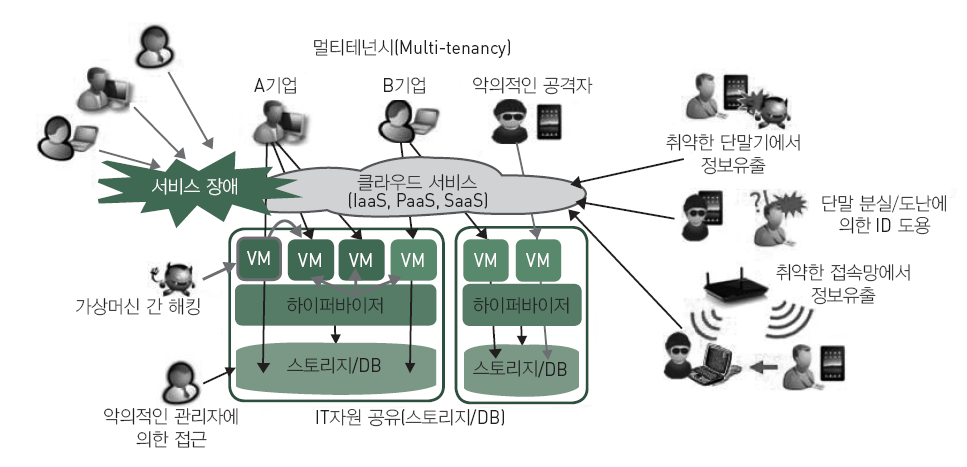 멀티테넌시(Multi-tenancy)
A기업
B기업
악의적인 공격자
취약한 단말기에서
정보유출
서비스 장애
클라우드 서비스
(IaaS, PaaS, SaaS)
단말 분실/도난에
의한 ID 도용
VM
VM
VM
VM
VM
VM
가상머신 간 해킹
하이퍼바이저
하이퍼바이저
취약한 접속망에서
정보유출
스토리지/DB
스토리지/DB
악의적인 관리자에
의한 접근
IT자원 공유(스토리지/DB)